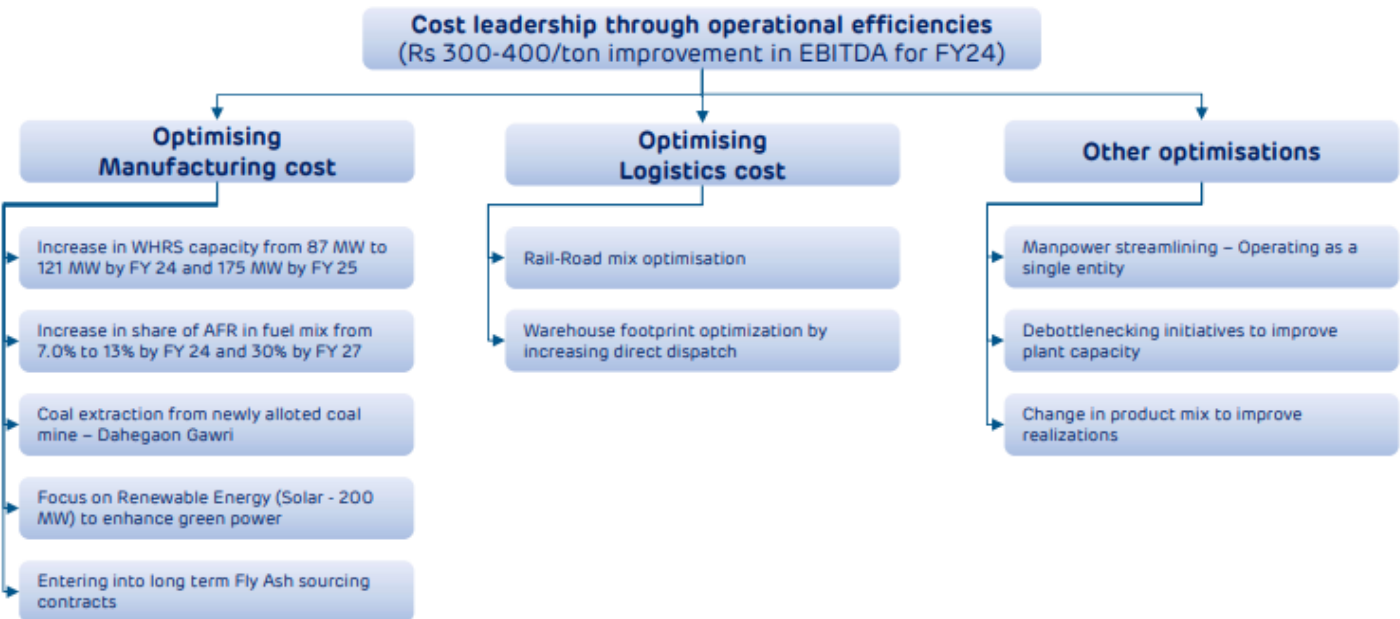 Cost leadership through operational efficiencies
(Rs 300-400/ton improvement in EBITDA for FY24)
Optimising
Manufacturing cost
Increase in WHRS capacity from 87 MW to
121 MW by FY 24 and 175 MW by FY 25
Increase in share of AFR in fuel mix from
7.0% to 13% by FY 24 and 30% by FY 27
Coal extraction from newly alloted coal
mine – Dahegaon Gawri
Focus on Renewable Energy (Solar - 200
MW) to enhance green power
Entering into long term Fly Ash sourcing
contracts
Optimising
Logistics cost
Rail-Road mix optimisation
Warehouse footprint optimization by
increasing direct dispatch
Other optimisations
Manpower streamlining – Operating as a
single entity
Debottlenecking initiatives to improve
plant capacity
Change in product mix to improve
realizations